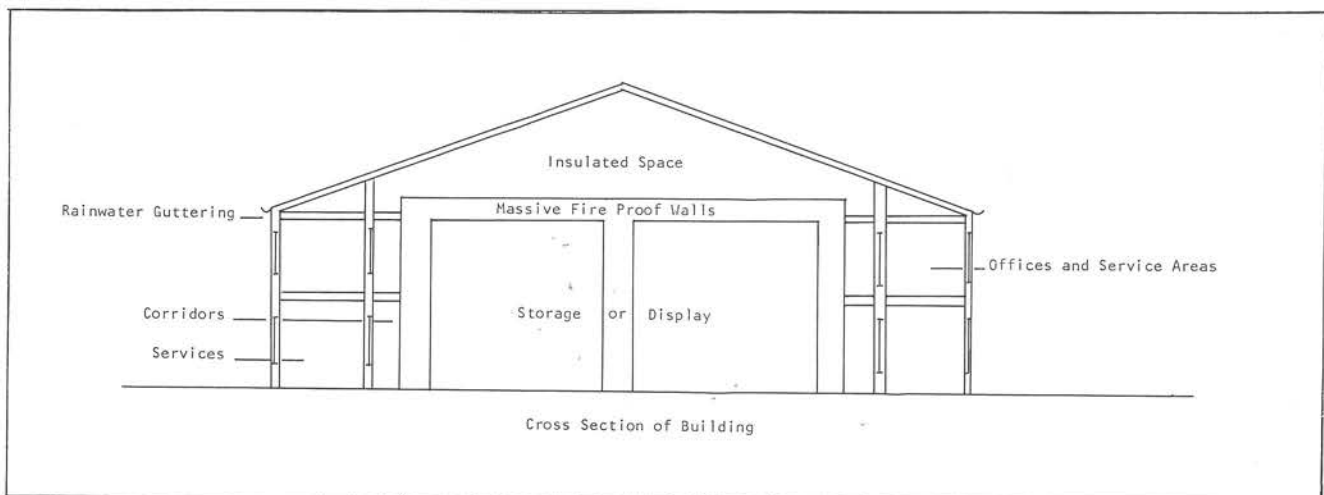 Insulated Space
Rainwater Guttering
Massive Fire Proof Walls
Offices and Service Areas
Corridors
Storage or Display
Services
Cross Section of Building